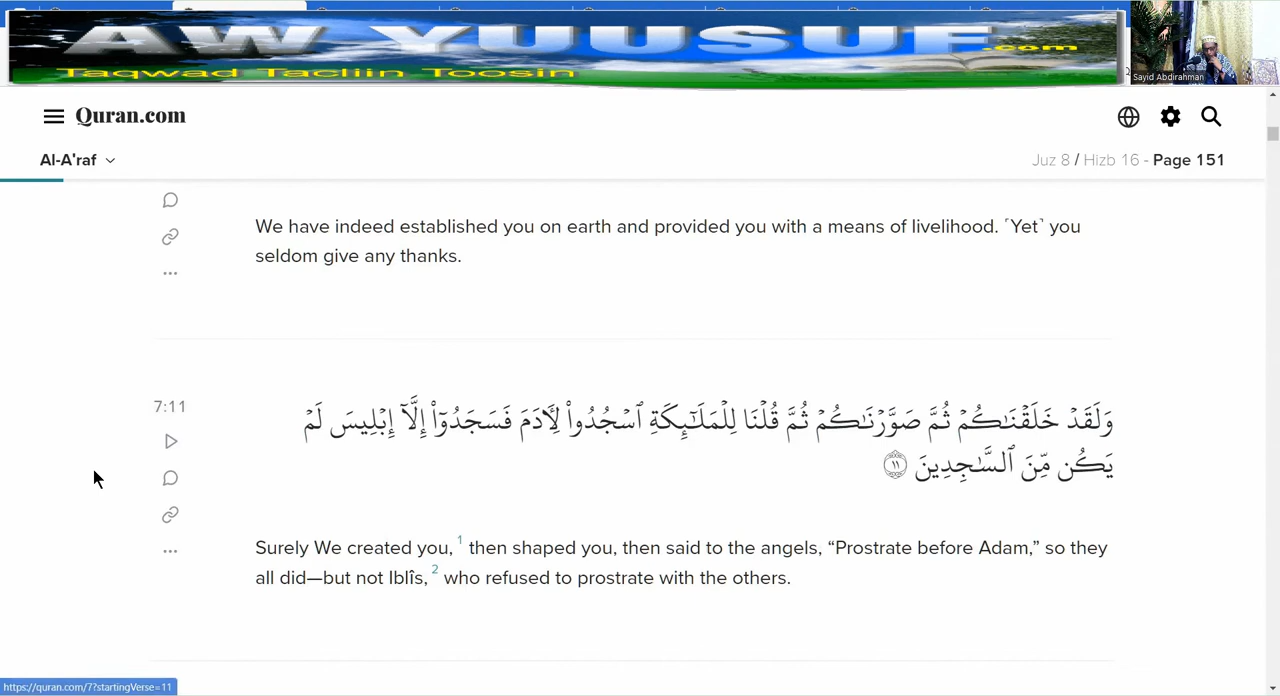 AW YUUSUF.com
Taqwad Tacliin Toosin
Sayid Abdirahman
Quran.com
Al-A'raf
Juz 8 / Hizb 16 - Page 151
We have indeed established you on earth and provided you with a means of livelihood. ˹Yet˺ you
seldom give any thanks.
7:11
وَلَقَدْ خَلَقْنَـٰكُمْ ثُمَّ صَوَّرْنَـٰكُمْ ثُمَّ قُلْنَا لِلْمَلَـٰٓئِكَةِ ٱسْجُدُوا۟ لِـَٔادَمَ فَسَجَدُوٓا۟ إِلَّآ إِبْلِيسَ لَمْ
يَكُن مِّنَ ٱلسَّـٰجِدِينَ ١١
Surely We created you, 1 then shaped you, then said to the angels, “Prostrate before Adam,” so they
all did—but not Iblîs, 2 who refused to prostrate with the others.
https://quran.com/7?startingVerse=11